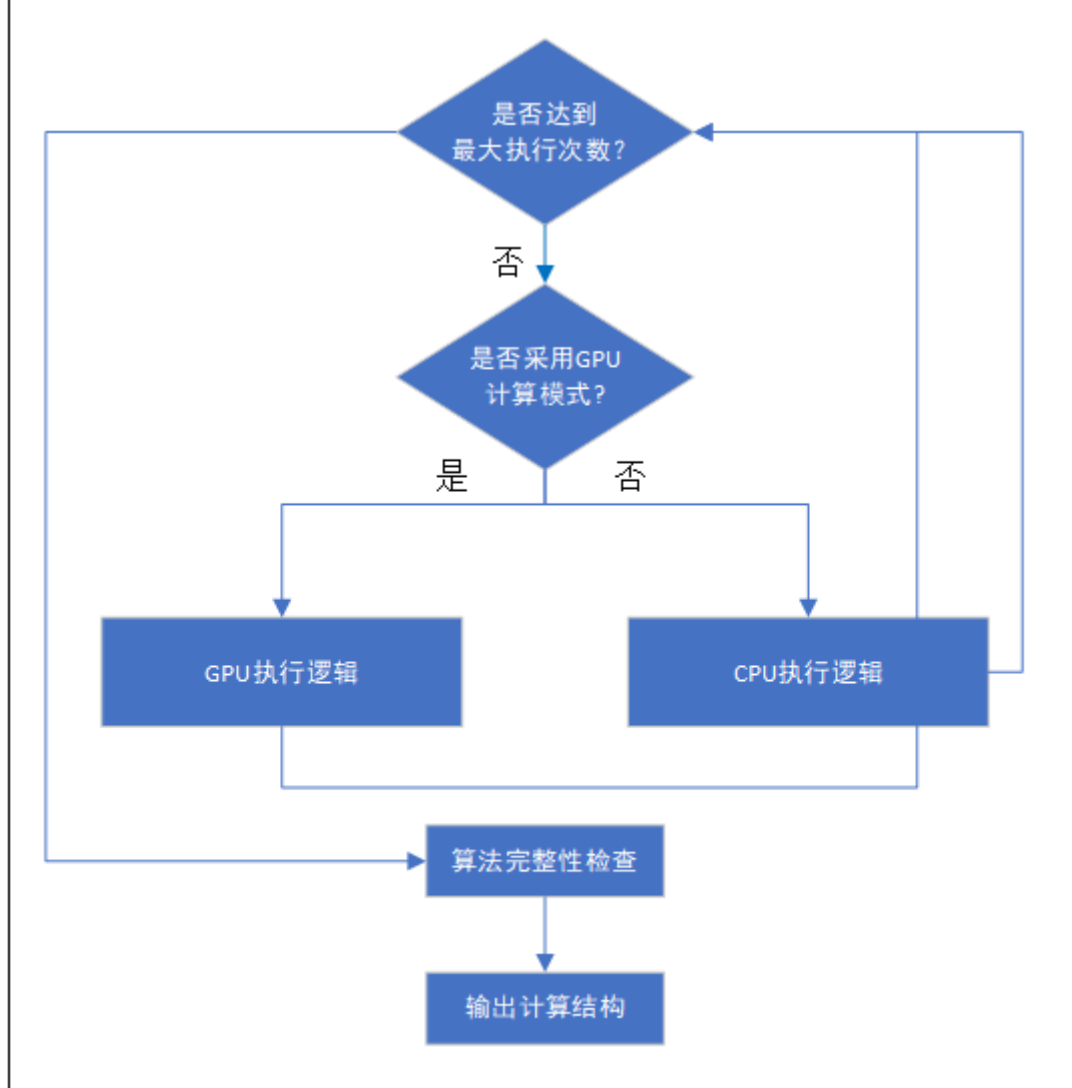 是否达到
最大执行次数?
否
是否采用GPU
计算模式?
是
否
GPU执行逻辑
CPU执行逻辑
算法完整性检查
输出计算结构